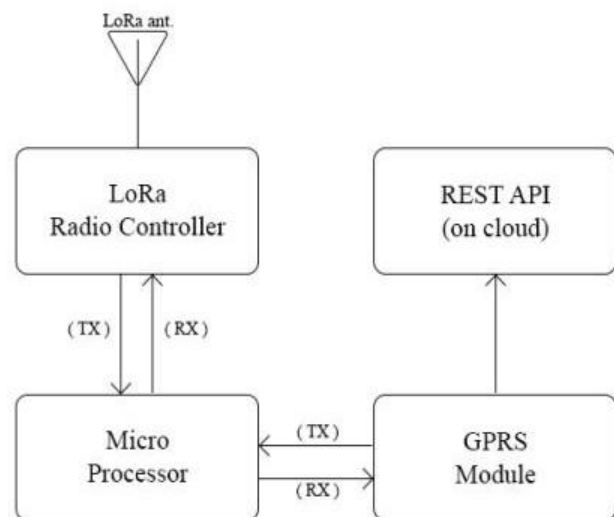 LoRa ant.
LoRa
Radio Controller
REST API
(on cloud)
( TX )
( RX )
Micro
Processor
(TX)
(RX)
GPRS
Module